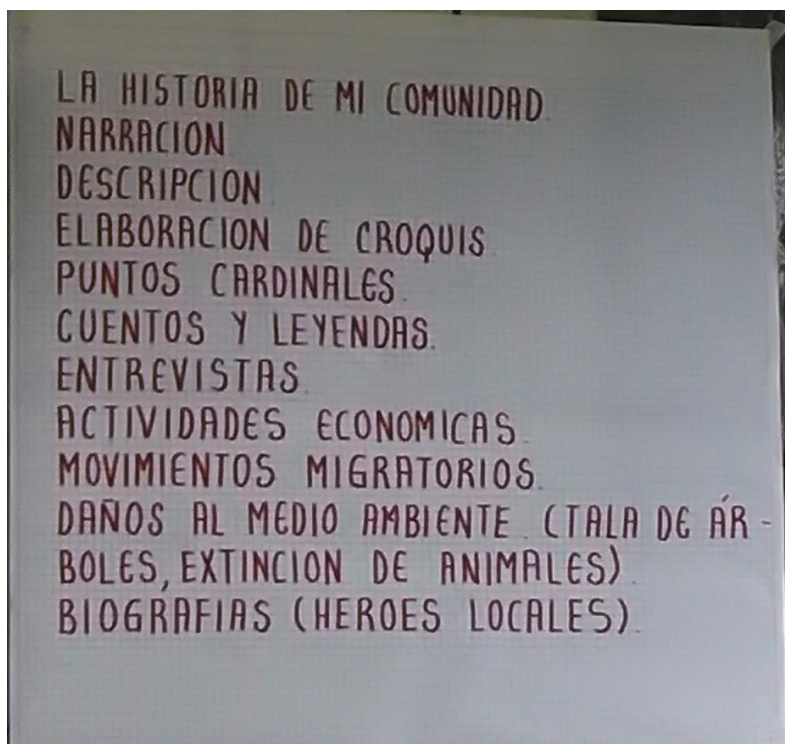 LA HISTORIA DE MI COMUNIDAD.
NARRACION
DESCRIPCION
ELABORACION DE CROQUIS
PUNTOS CARDINALES.
CUENTOS Y LEYENDAS.
ENTREVISTAS.
ACTIVIDADES ECONOMICAS.
MOVIMIENTOS MIGRATORIOS.
DAÑOS AL MEDIO AMBIENTE. (TALA DE ÁR-
BOLES, EXTINCION DE ANIMALES).
BIOGRAFIAS (HEROES LOCALES).